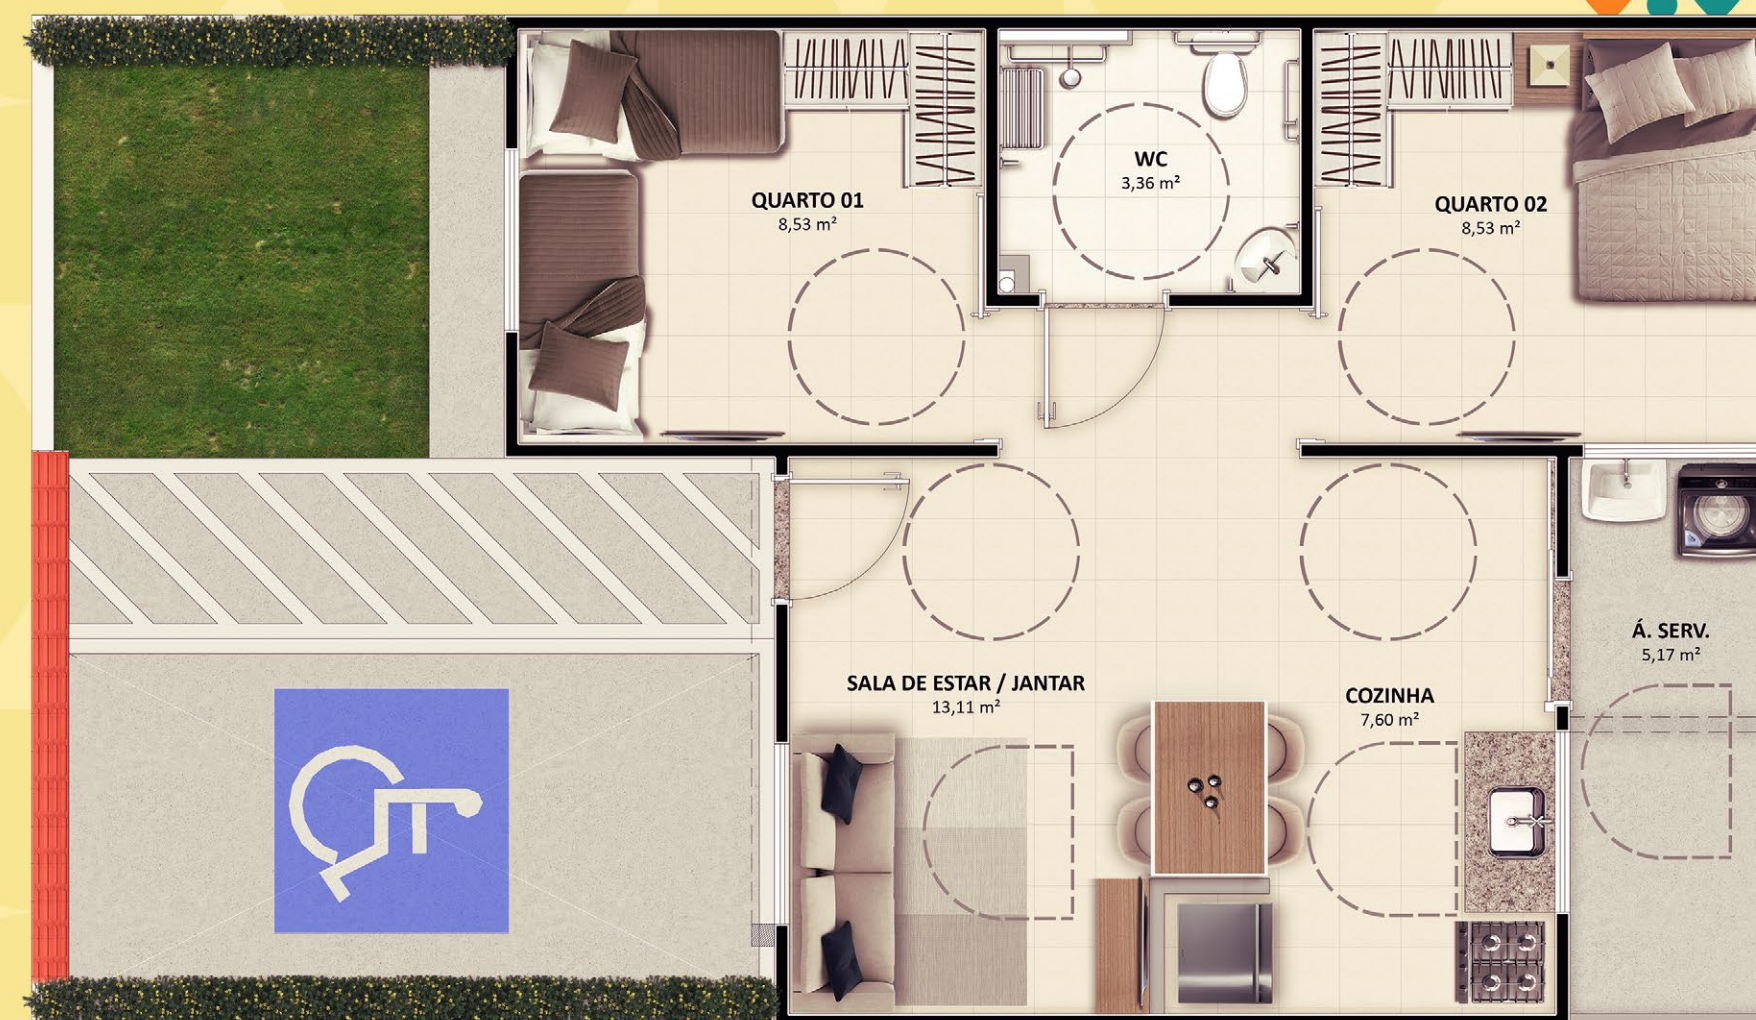 WC
3,36 m²
QUARTO 01
8,53 m²
QUARTO 02
8,53 m²
Á. SERV.
5,17 m²
SALA DE ESTAR / JANTAR
13,11 m²
COZINHA
7,60 m²